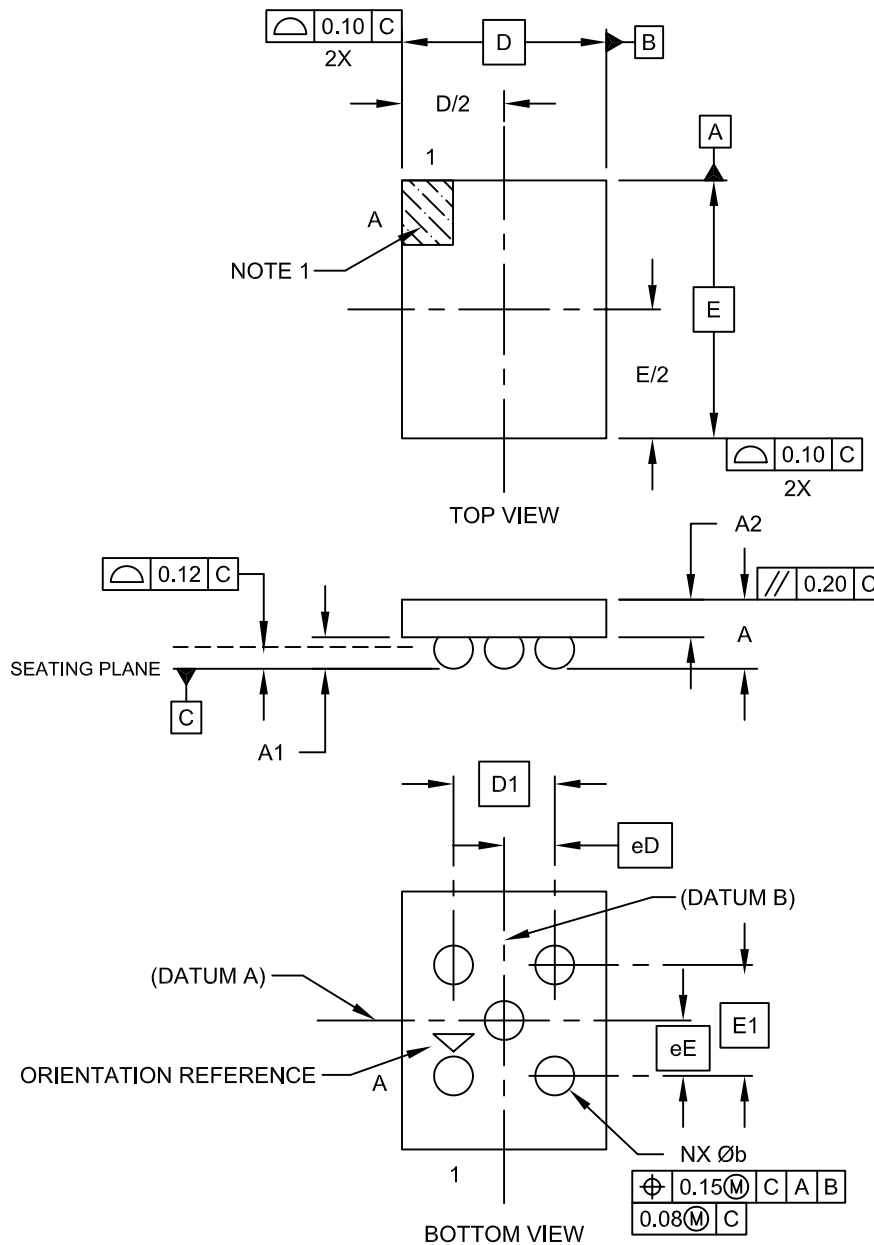 0.10 C
2X
D
B
D/2
A
1
A
NOTE 1
E
E/2
0.10 C
2X
TOP VIEW
A2
0.12 C
// 0.20 C
A
SEATING PLANE
C
A1
D1
eD
(DATUM B)
(DATUM A)
E1
eE
ORIENTATION REFERENCE
A
NX Øb
1
⌖ 0.15Ⓜ C A B
0.08Ⓜ C
BOTTOM VIEW